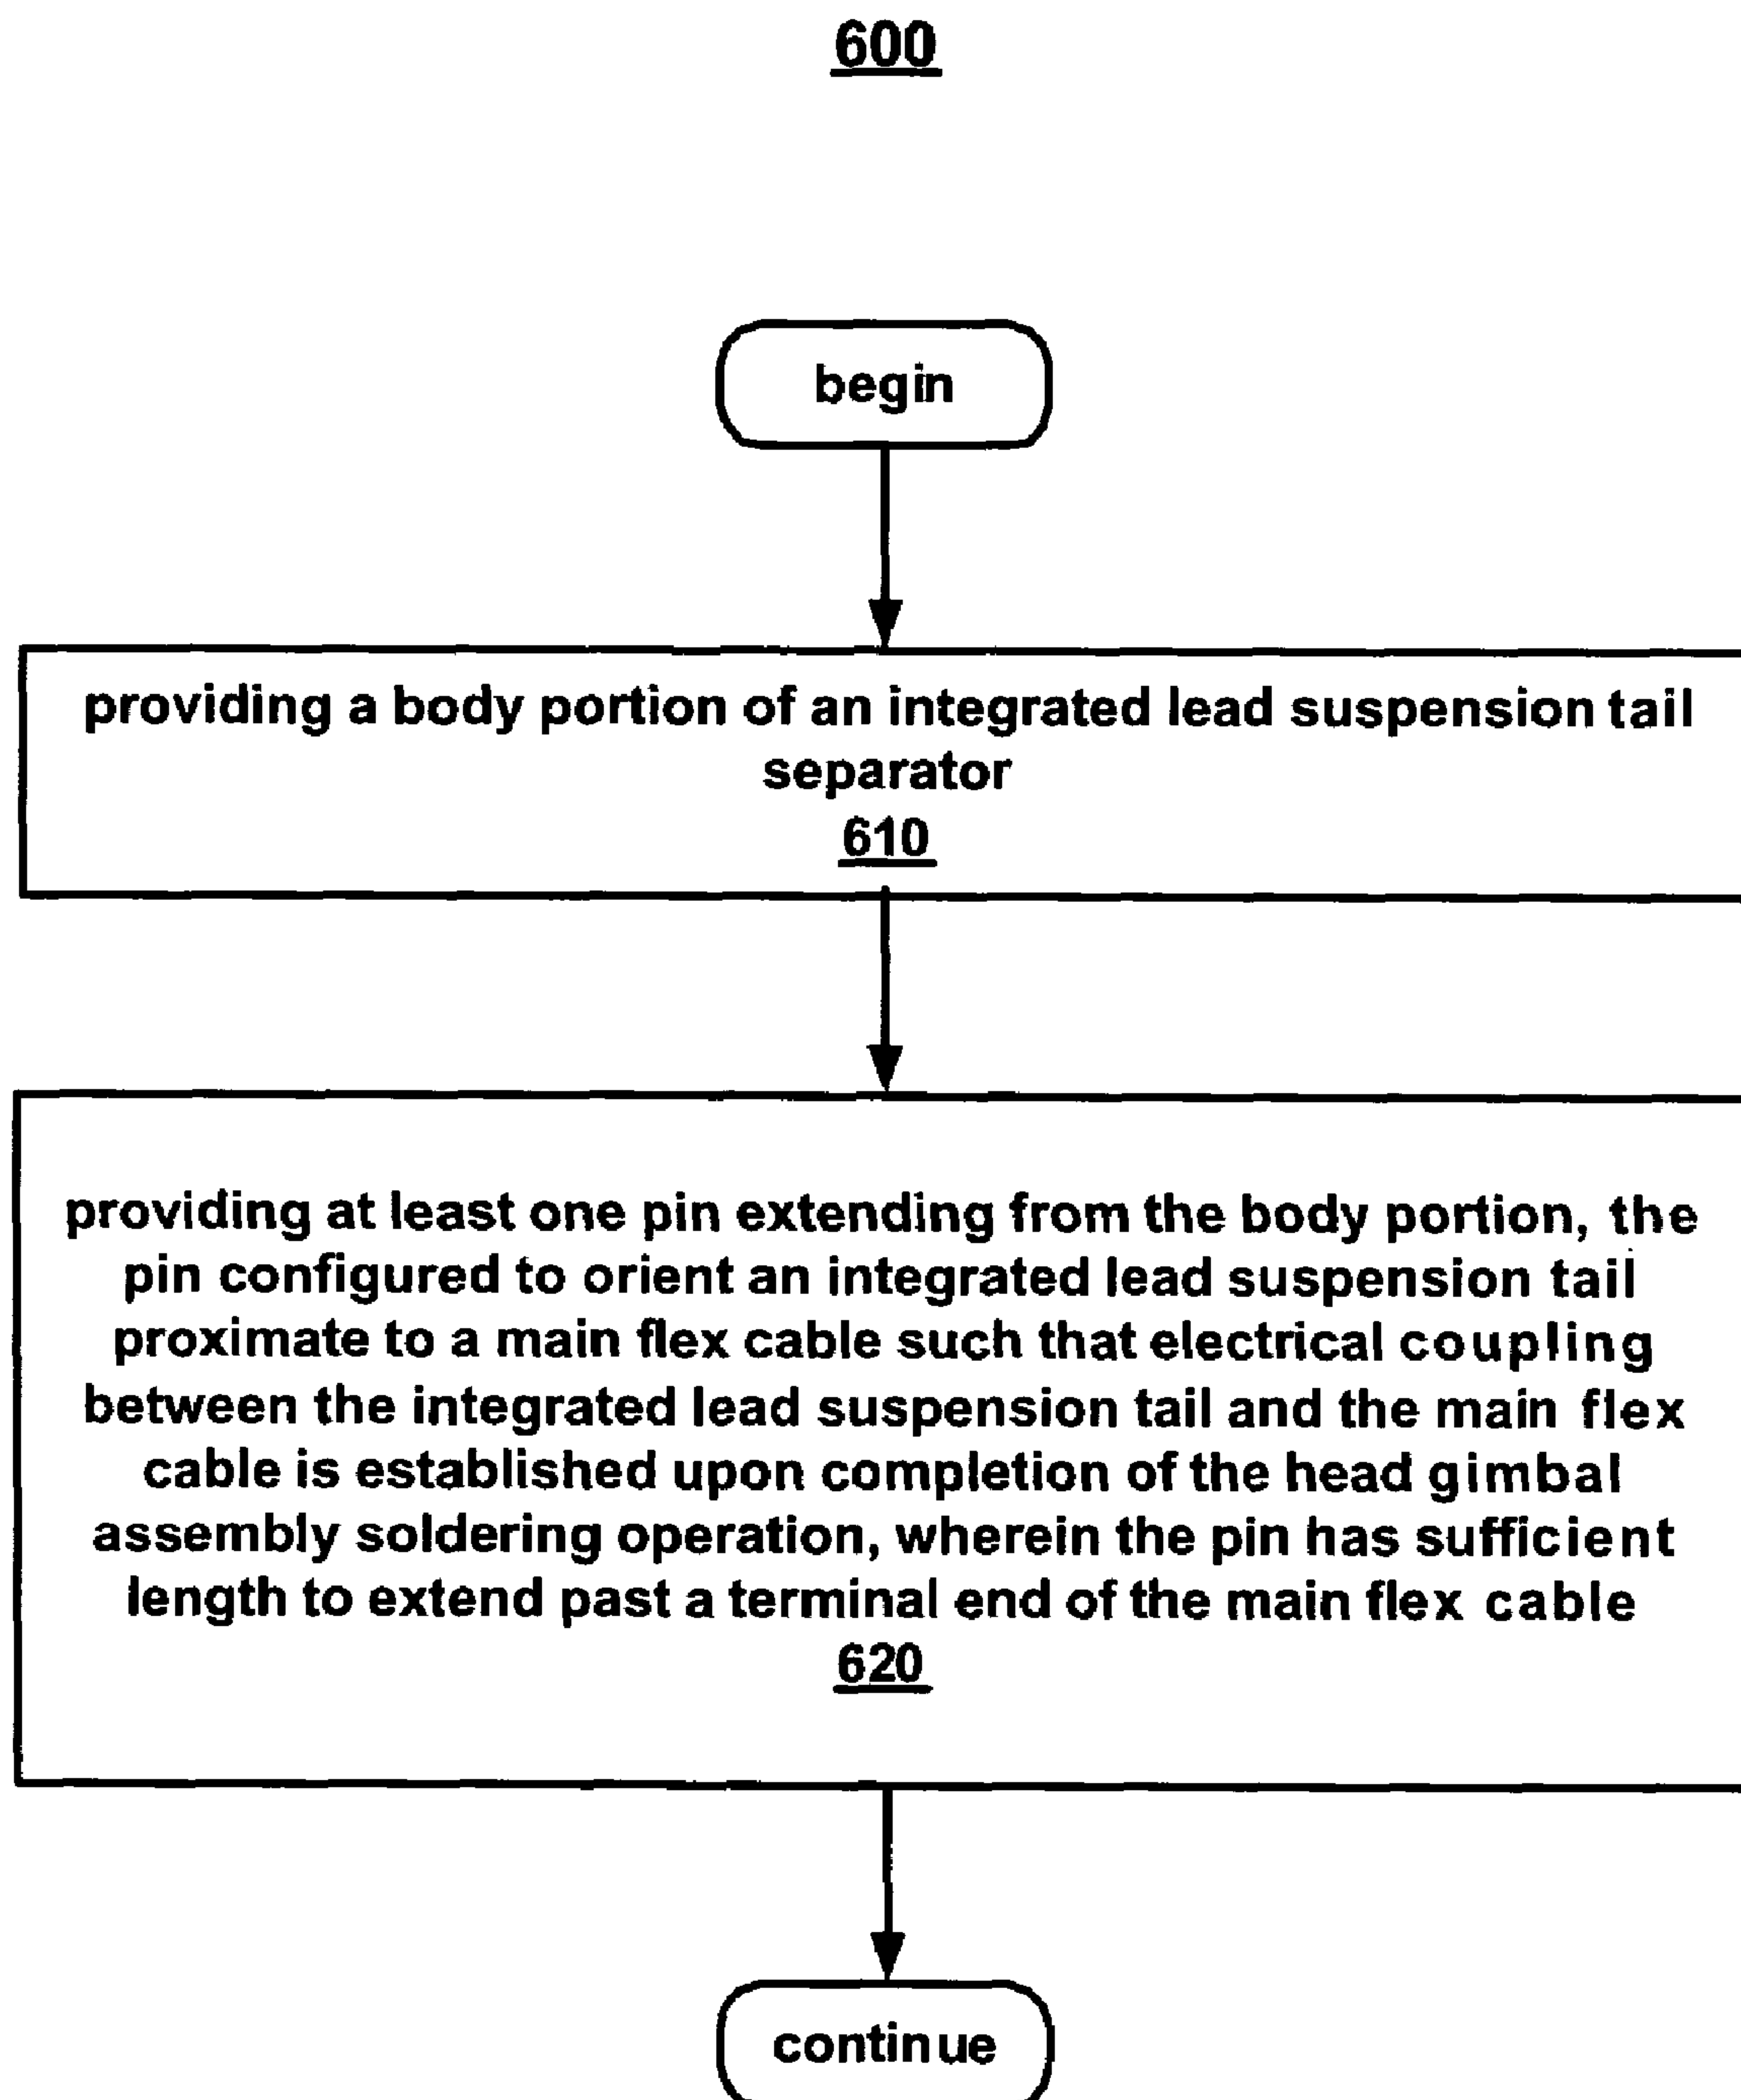 600
begin
providing a body portion of an integrated lead suspension tail
separator
610
providing at least one pin extending from the body portion, the
pin configured to orient an integrated lead suspension tail
proximate to a main flex cable such that electrical coupling
between the integrated lead suspension tail and the main flex
cable is established upon completion of the head gimbal
assembly soldering operation, wherein the pin has sufficient
length to extend past a terminal end of the main flex cable
620
continue